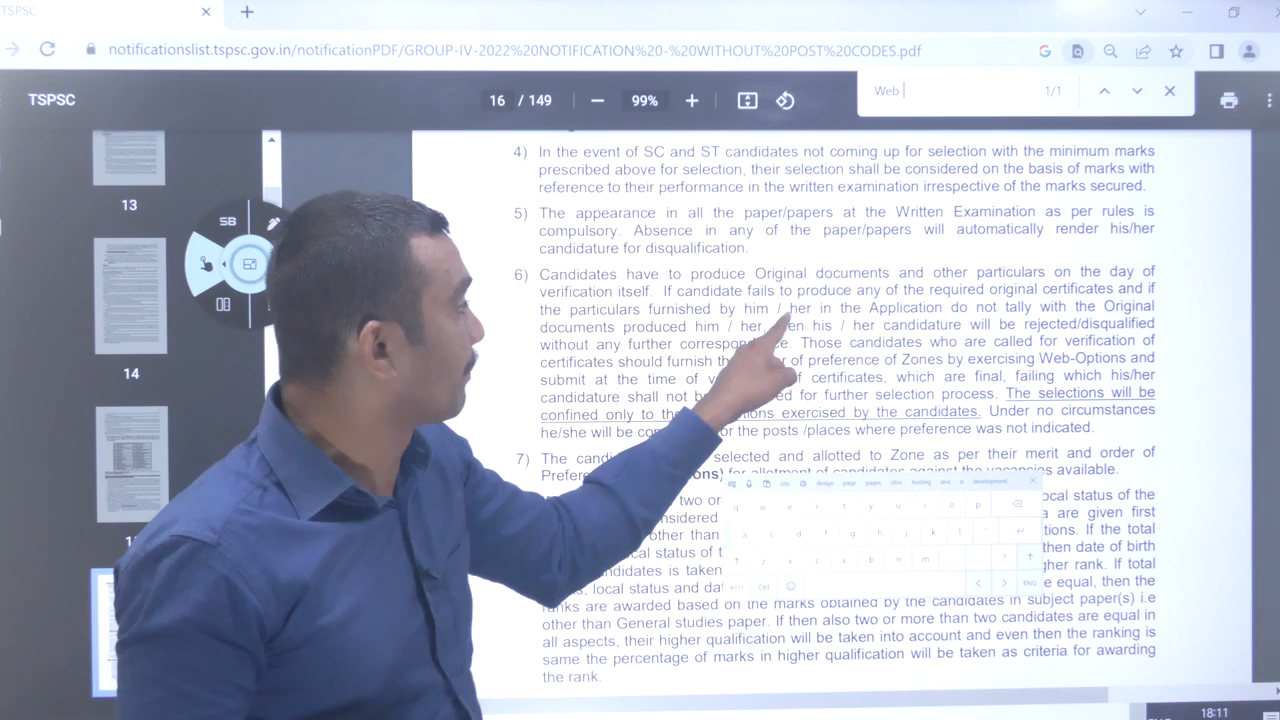 TSPSC
notificationslist.tspsc.gov.in/notificationPDF/GROUP-IV-2022%20NOTIFICATION%20-%20WITHOUT%20POST%20CODES.pdf
TSPSC
16 / 149
99%
Web
1/1
13
SB
14
4) In the event of SC and ST candidates not coming up for selection with the minimum marks
prescribed above for selection, their selection shall be considered on the basis of marks with
reference to their performance in the written examination irrespective of the marks secured.
5) The appearance in all the paper/papers at the Written Examination as per rules is
compulsory. Absence in any of the paper/papers will automatically render his/her
candidature for disqualification.
6) Candidates have to produce Original documents and other particulars on the day of
verification itself. If candidate fails to produce any of the required original certificates and if
the particulars furnished by him / her in the Application do not tally with the Original
documents produced him / her, his / her candidature will be rejected/disqualified
without any further Those candidates who are called for verification of
certificates should furnish of preference of Zones by exercising Web-Options and
submit at the time of certificates, which are final, failing which his/her
candidature shall not for further selection process. The selections will be
confined only to the exercised by the candidates. Under no circumstances
he/she will be for the posts /places where preference was not indicated.
7) The selected and allotted to Zone as per their merit and order of
for allotment of candidates against the vacancies available.
two or local status of the
are given first
other than If the total
local status of then date of birth
is taken rank. If total
local status and equal, then the
ranks are awarded based on the marks obtained by the candidates in subject paper(s) i.e
other than General studies paper. If then also two or more than two candidates are equal in
all aspects, their higher qualification will be taken into account and even then the ranking is
same the percentage of marks in higher qualification will be taken as criteria for awarding
the rank.
site design page pages sites hosting and is development
q w e r t y u i o p
a s d f g h j k l '
z x c v b n m ?
Ctrl ENG
18:11